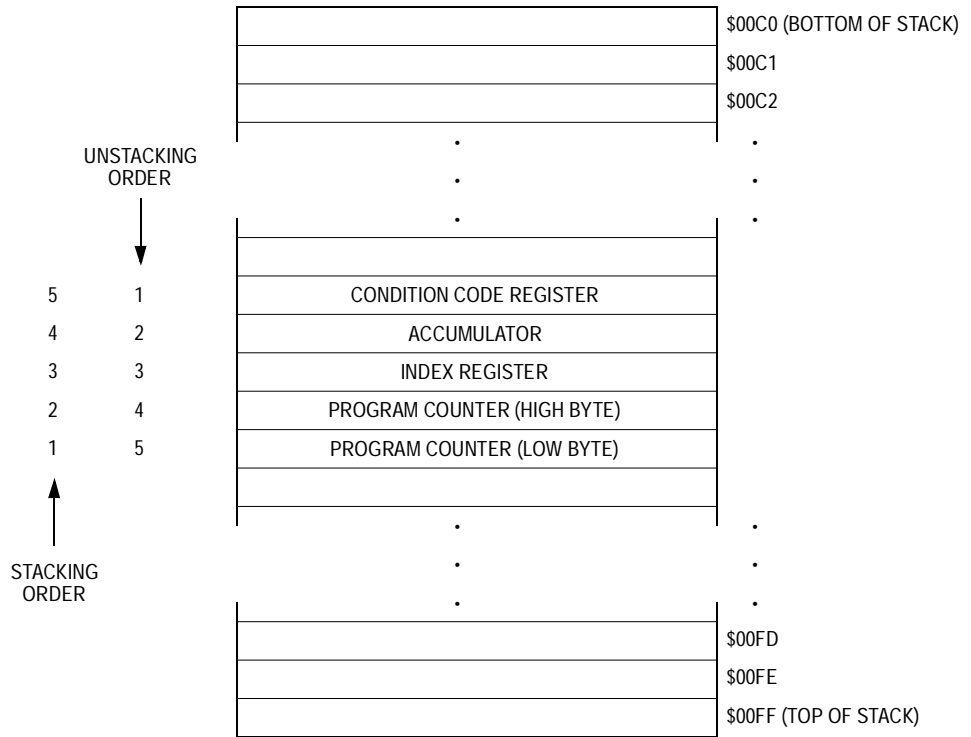 $00C0 (BOTTOM OF STACK)
$00C1
$00C2
UNSTACKING
ORDER
5 1 CONDITION CODE REGISTER
4 2 ACCUMULATOR
3 3 INDEX REGISTER
2 4 PROGRAM COUNTER (HIGH BYTE)
1 5 PROGRAM COUNTER (LOW BYTE)
STACKING
ORDER
$00FD
$00FE
$00FF (TOP OF STACK)